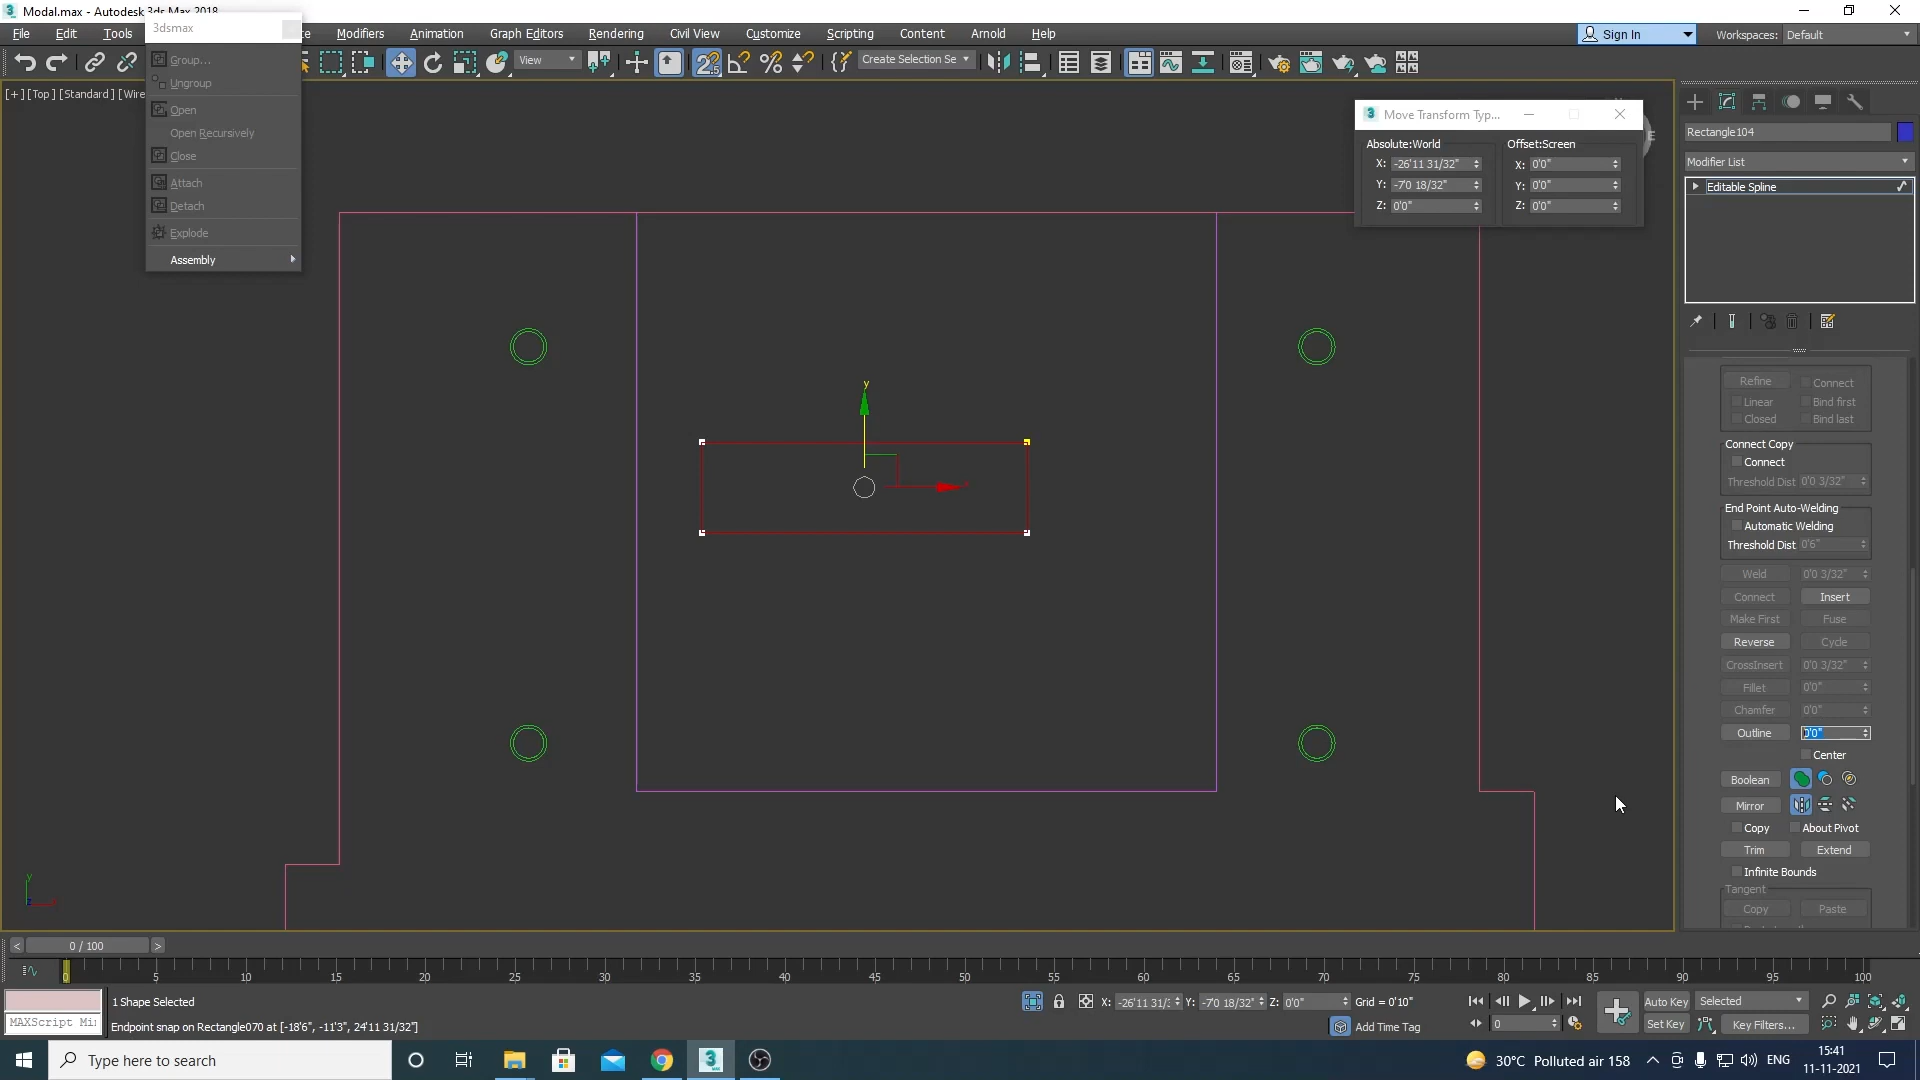 Modal.max - Autodesk 3ds Max 2018
3dsmax
File Edit Tools Modifiers Animation Graph Editors Rendering Civil View Customize Scripting Content Arnold Help
Sign In
Workspaces: Default
Group...
Ungroup
Open
Open Recursively
Close
Attach
Detach
Explode
Assembly
View
Create Selection Se
[+] [Top] [Standard] [Wire
Move Transform Typ...
Absolute:World
X: -26'11 31/32"
Y: -7'0 18/32"
Z: 0'0"
Offset:Screen
X: 0'0"
Y: 0'0"
Z: 0'0"
E
Rectangle104
Modifier List
Editable Spline
Refine Connect
Linear Bind first
Closed Bind last
Connect Copy
Connect
Threshold Dist 0'0 3/32"
End Point Auto-Welding
Automatic Welding
Threshold Dist 0'6"
Weld 0'0 3/32"
Connect Insert
Make First Fuse
Reverse Cycle
CrossInsert 0'0 3/32"
Fillet 0'0"
Chamfer 0'0"
Outline 0'0"
Center
Boolean
Mirror
Copy About Pivot
Trim Extend
Infinite Bounds
Tangent
Copy Paste
y
y
0 / 100
0 5 10 15 20 25 30 35 40 45 50 55 60 65 70 75 80 85 90 95 100
MAXScript Mi
1 Shape Selected
Endpoint snap on Rectangle070 at [-18'6", -11'3", 24'11 31/32"]
X: -26'11 31/: Y: -7'0 18/32" Z: 0'0" Grid = 0'10"
Add Time Tag
0
Auto Key Selected
Set Key Key Filters...
Type here to search
30°C Polluted air 158
ENG
15:41
11-11-2021